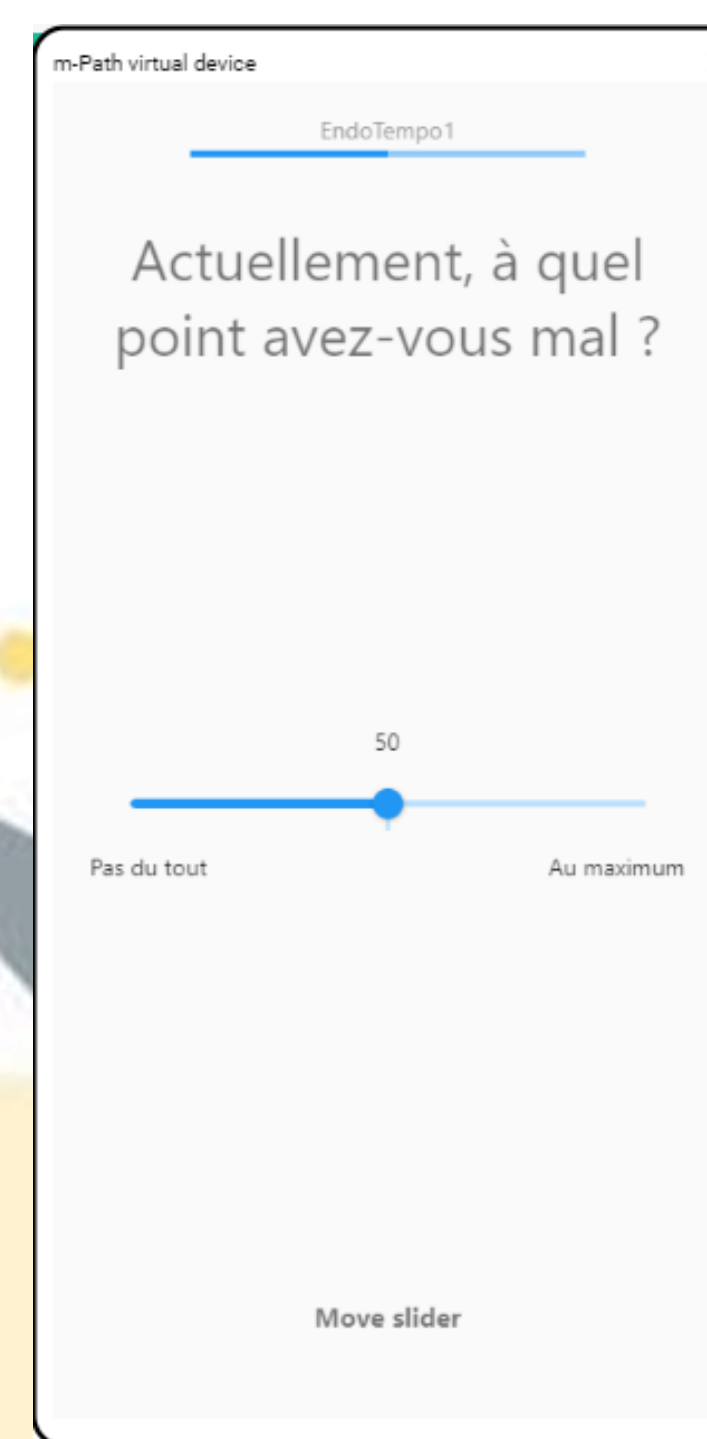 m-Path virtual device
EndoTempo1
Actuellement, à quel
point avez-vous mal ?
50
Pas du tout
Au maximum
Move slider